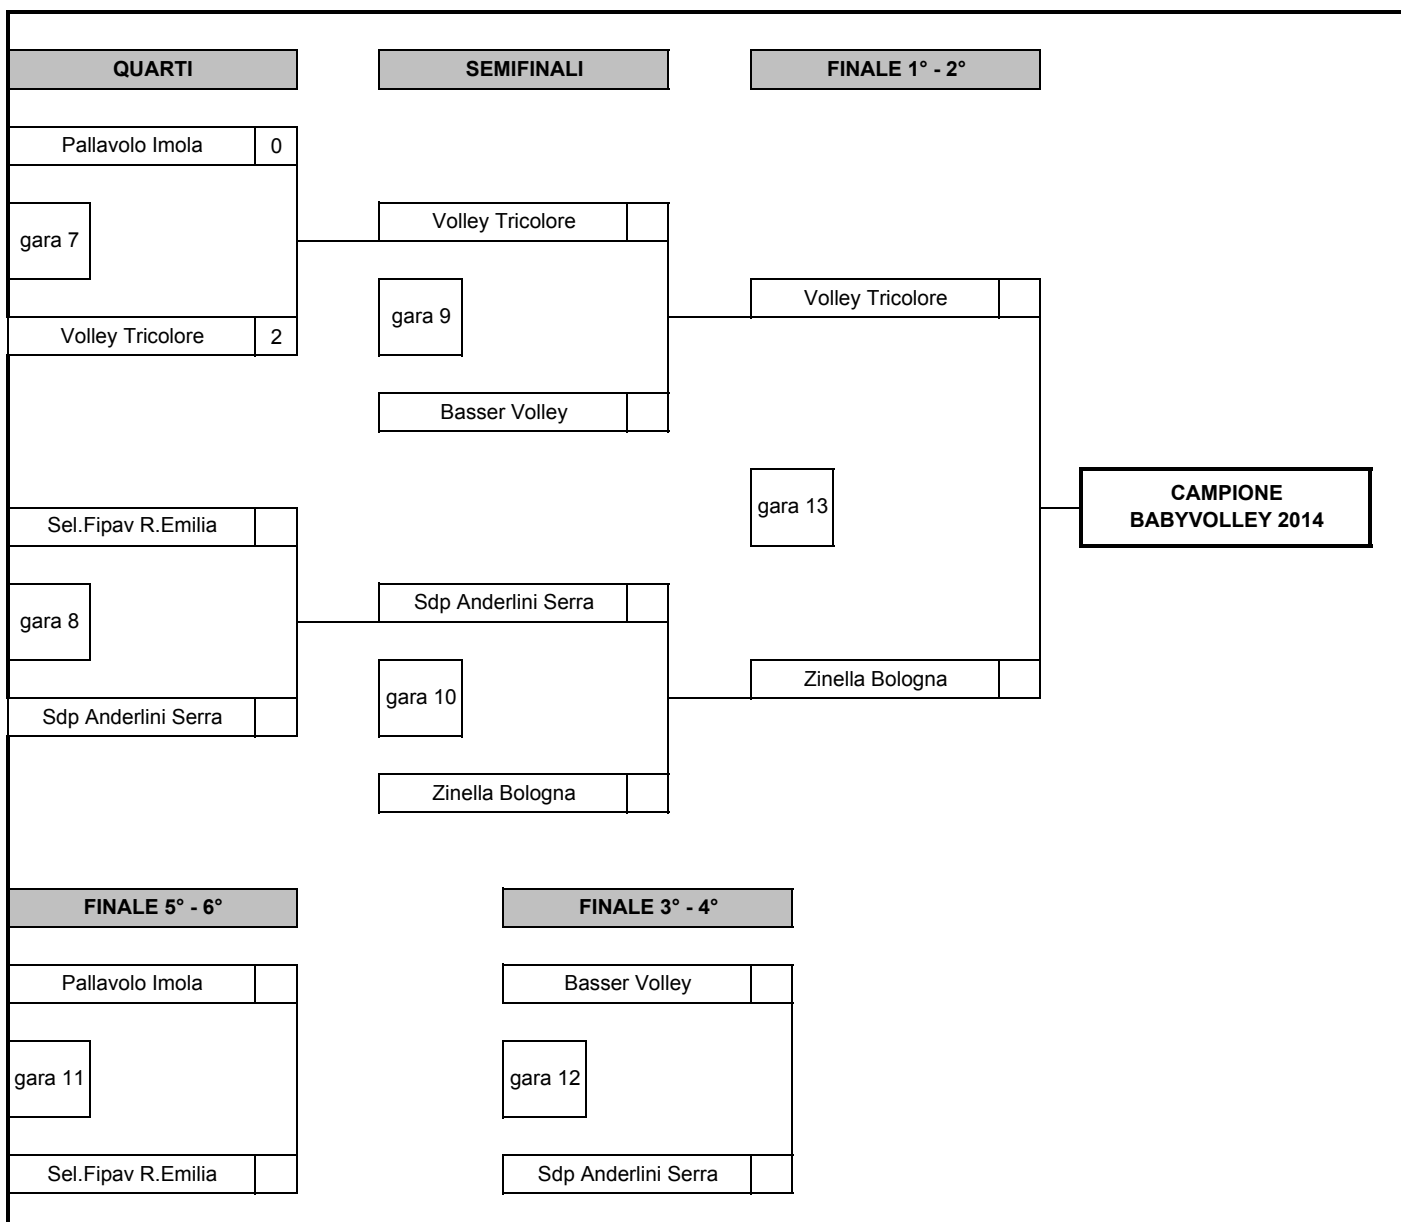 QUARTI
SEMIFINALI
FINALE 1° - 2°
Pallavolo Imola 0
Volley Tricolore
gara 7
Volley Tricolore
gara 9
Volley Tricolore 2
Basser Volley
gara 13
CAMPIONE
BABYVOLLEY 2014
Sel.Fipav R.Emilia
Sdp Anderlini Serra
gara 8
Zinella Bologna
gara 10
Sdp Anderlini Serra
Zinella Bologna
FINALE 5° - 6°
FINALE 3° - 4°
Pallavolo Imola
Basser Volley
gara 11
gara 12
Sel.Fipav R.Emilia
Sdp Anderlini Serra